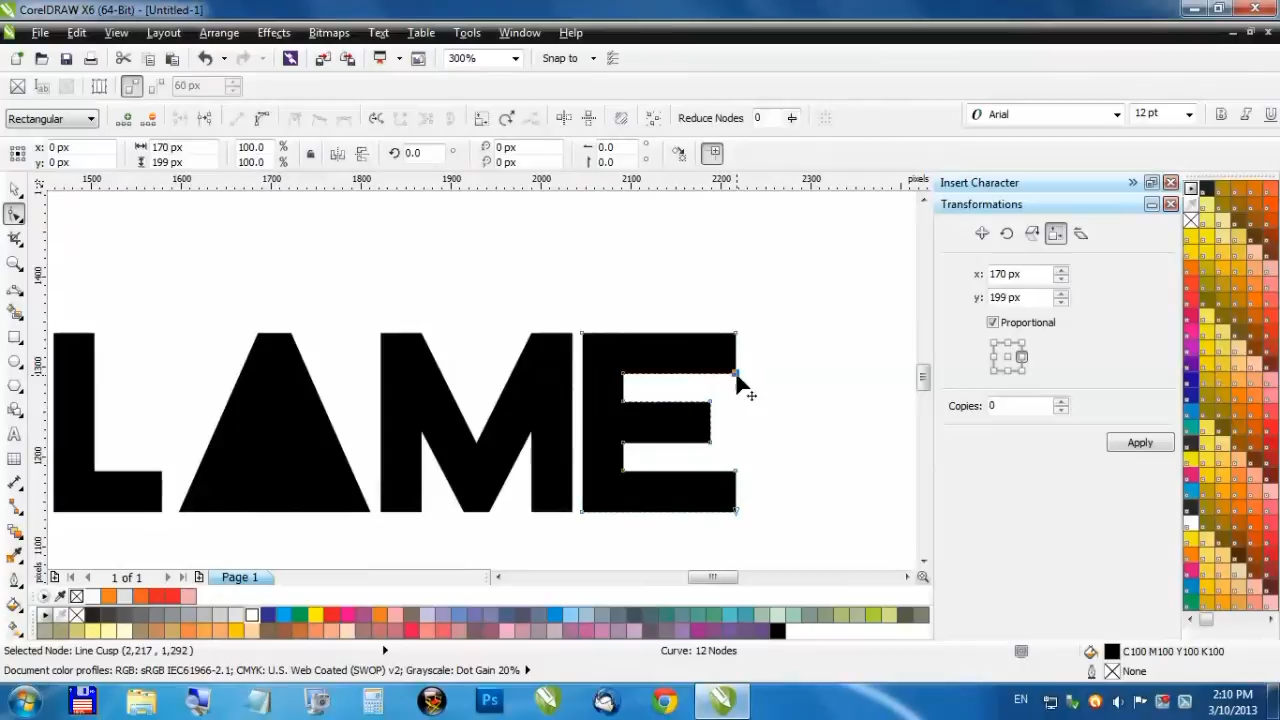 CorelDRAW X6 (64-Bit) - [Untitled-1]
File Edit View Layout Arrange Effects Bitmaps Text Table Tools Window Help
300% Snap to
60 px
Rectangular Reduce Nodes 0 Arial 12 pt
x: 0 px 170 px 100.0 % 0.0 ° 0 px 0.0
y: 0 px 199 px 100.0 % 0 px 0.0
1500 1600 1700 1800 1900 2000 2100 2200 2300 pixels
Insert Character
Transformations
1400
1300
1200
1100
pixels
x: 170 px
y: 199 px
Proportional
Copies: 0
Apply
LAME
1 of 1 Page 1
Selected Node: Line Cusp (2,217 , 1,292 ) Curve: 12 Nodes C100 M100 Y100 K100
Document color profiles: RGB: sRGB IEC61966-2.1; CMYK: U.S. Web Coated (SWOP) v2; Grayscale: Dot Gain 20% None
Ps EN 2:10 PM
3/10/2013